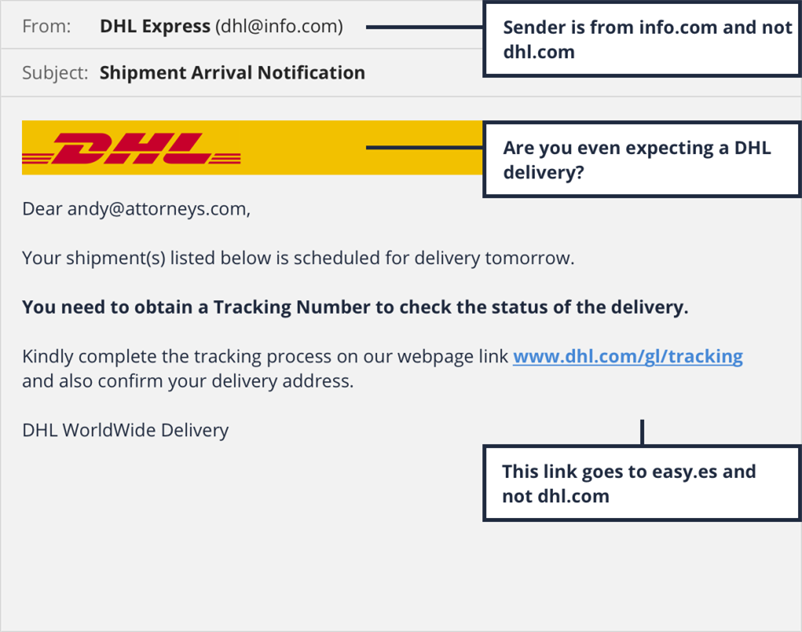 From: DHL Express (dhl@info.com)
Sender is from info.com and not
dhl.com
Subject: Shipment Arrival Notification
DHL
Are you even expecting a DHL
delivery?
Dear andy@attorneys.com,
Your shipment(s) listed below is scheduled for delivery tomorrow.
You need to obtain a Tracking Number to check the status of the delivery.
Kindly complete the tracking process on our webpage link www.dhl.com/gl/tracking
and also confirm your delivery address.
DHL WorldWide Delivery
This link goes to easy.es and
not dhl.com